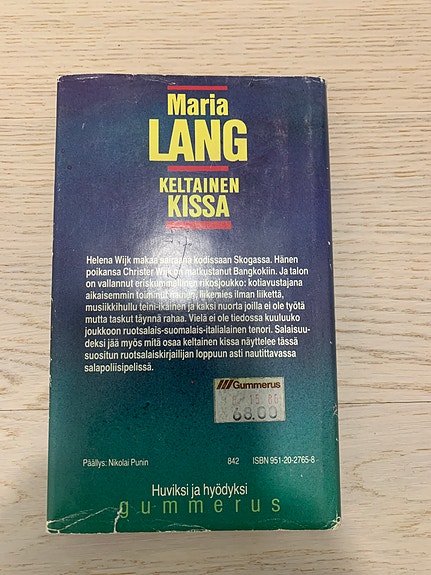 Maria
LANG
KELTAINEN
KISSA
Helena Wijk makaa sairaana kodissaan Skogassa. Hänen
poikansa Christer Wijk on matkustanut Bangkokiin. Ja talon
on vallannut eriskummallinen rikosjoukko: kotiavustajana
aikaisemmin toiminut nainen, liikemies ilman liikettä,
musiikkihullu teini-ikäinen ja kaksi nuorta joilla ei ole työtä
mutta taskut täynnä rahaa. Vielä ei ole tiedossa kuuluuko
joukkoon ruotsalais-suomalais-italialainen tenori. Salaisuu-
deksi jää myös mitä osaa keltainen kissa näyttelee tässä
suositun ruotsalaiskirjailijan loppuun asti nautittavassa
salapoliisipelissä.
Gummerus
68.00
Päällys: Nikolai Punin 842 ISBN 951-20-2765-8
Huviksi ja hyödyksi
gummerus